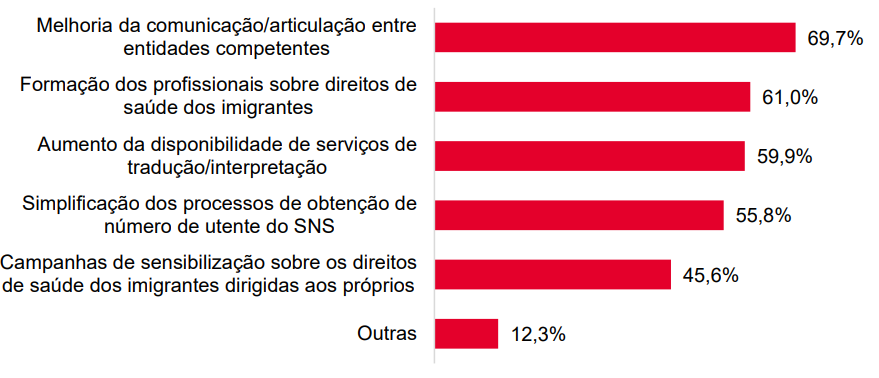 Melhoria da comunicação/articulação entre
entidades competentes
69,7%
Formação dos profissionais sobre direitos de
saúde dos imigrantes
61,0%
Aumento da disponibilidade de serviços de
tradução/interpretação
59,9%
Simplificação dos processos de obtenção de
número de utente do SNS
55,8%
Campanhas de sensibilização sobre os direitos
de saúde dos imigrantes dirigidas aos próprios
45,6%
Outras
12,3%